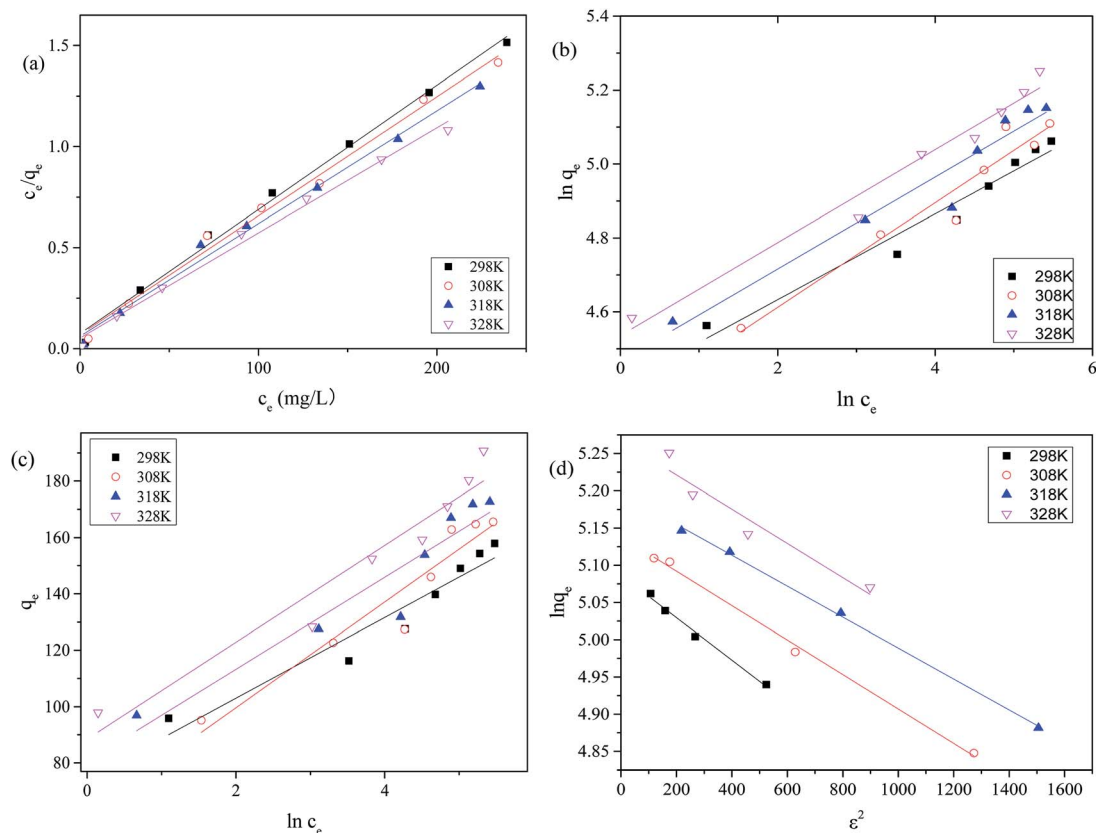 (a)
1.5
1.0
0.5
0.0
c_e/q_e
0
100
200
c_e (mg/L)
298K
308K
318K
328K
(b)
5.4
5.2
5.0
4.8
4.6
4.4
ln q_e
0
2
4
6
ln c_e
298K
308K
318K
328K
(c)
180
160
140
120
100
80
q_e
0
2
4
ln c_e
298K
308K
318K
328K
(d)
5.25
5.20
5.15
5.10
5.05
5.00
4.95
4.90
4.85
lnq_e
0
200
400
600
800
1000
1200
1400
1600
ε²
298K
308K
318K
328K